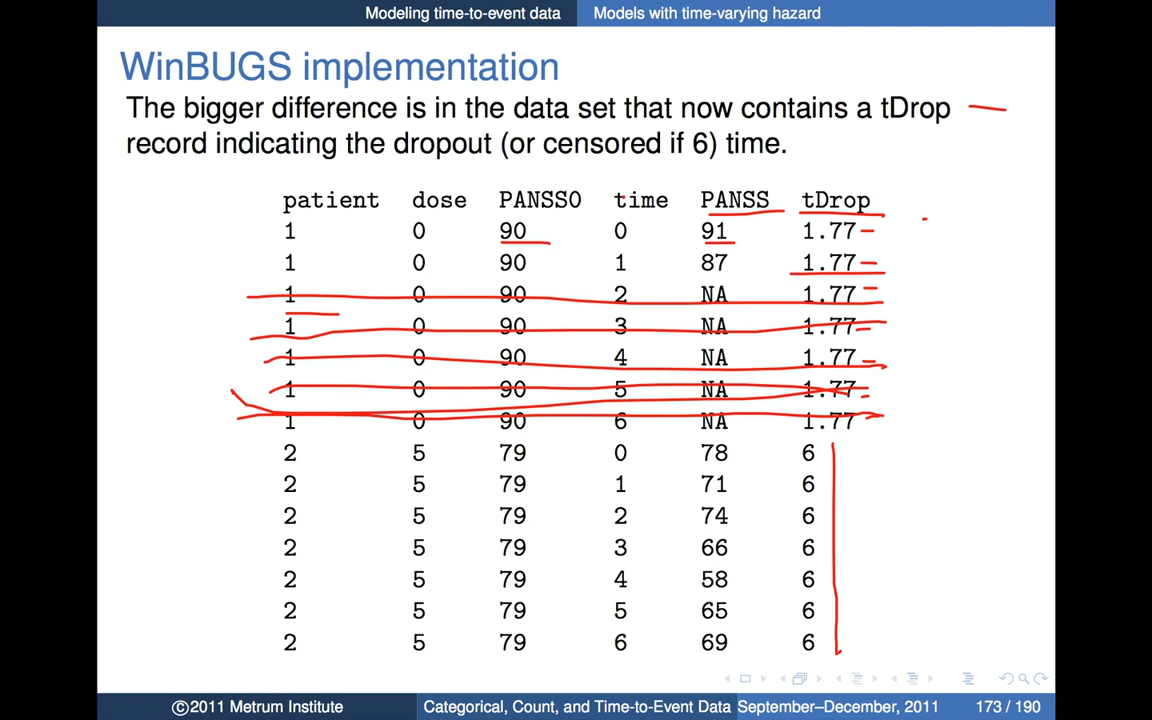 Modeling time-to-event data Models with time-varying hazard
WinBUGS implementation
The bigger difference is in the data set that now contains a tDrop
record indicating the dropout (or censored if 6) time.
patient dose PANSS0 time PANSS tDrop
1 0 90 0 91 1.77
1 0 90 1 87 1.77
1 0 90 2 NA 1.77
1 0 90 3 NA 1.77
1 0 90 4 NA 1.77
1 0 90 5 NA 1.77
1 0 90 6 NA 1.77
2 5 79 0 78 6
2 5 79 1 71 6
2 5 79 2 74 6
2 5 79 3 66 6
2 5 79 4 58 6
2 5 79 5 65 6
2 5 79 6 69 6
©2011 Metrum Institute Categorical, Count, and Time-to-Event Data September–December, 2011 173 / 190